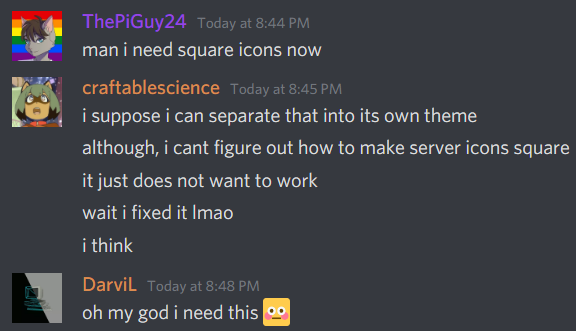 ThePiGuy24 Today at 8:44 PM
man i need square icons now
craftablescience Today at 8:45 PM
i suppose i can separate that into its own theme
although, i cant figure out how to make server icons square
it just does not want to work
wait i fixed it lmao
i think
DarviL Today at 8:48 PM
oh my god i need this